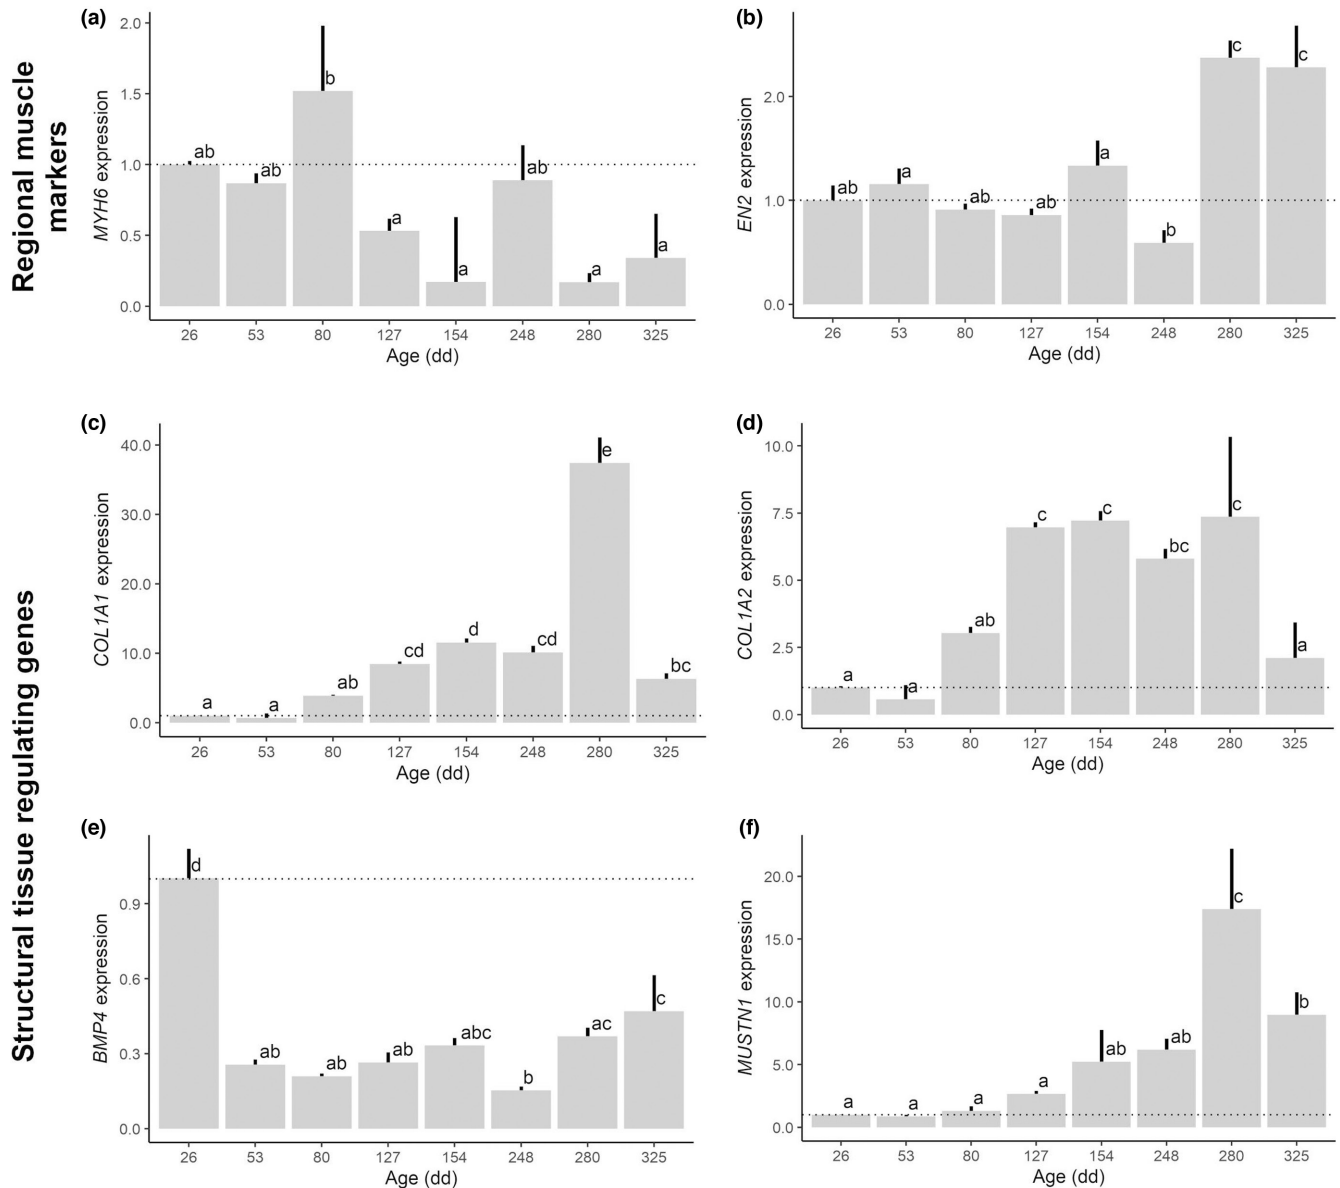 Regional muscle
markers
(a)
MYH6 expression
2.0
1.5
1.0
0.5
0.0
ab
ab
b
a
a
ab
a
a
26 53 80 127 154 248 280 325
Age (dd)
(b)
EN2 expression
2.0
1.0
0.0
ab
a
ab
ab
a
b
c
c
26 53 80 127 154 248 280 325
Age (dd)
Structural tissue regulating genes
(c)
COL1A1 expression
40.0
30.0
20.0
10.0
0.0
a
a
ab
cd
d
cd
e
bc
26 53 80 127 154 248 280 325
Age (dd)
(d)
COL1A2 expression
10.0
7.5
5.0
2.5
0.0
a
a
ab
c
c
bc
c
a
26 53 80 127 154 248 280 325
Age (dd)
(e)
BMP4 expression
0.9
0.6
0.3
0.0
d
ab
ab
ab
abc
b
ac
c
26 53 80 127 154 248 280 325
Age (dd)
(f)
MUSTN1 expression
20.0
15.0
10.0
5.0
0.0
a
a
a
a
ab
ab
c
b
26 53 80 127 154 248 280 325
Age (dd)